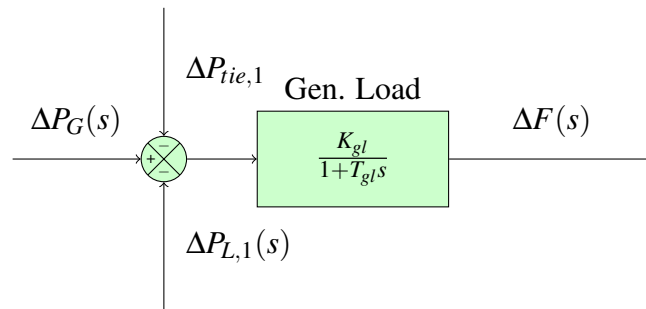 ΔP_{tie,1}
Gen. Load
ΔP_G(s)
ΔF(s)
+ − −
K_{gl}
1+T_{gl}s
ΔP_{L,1}(s)